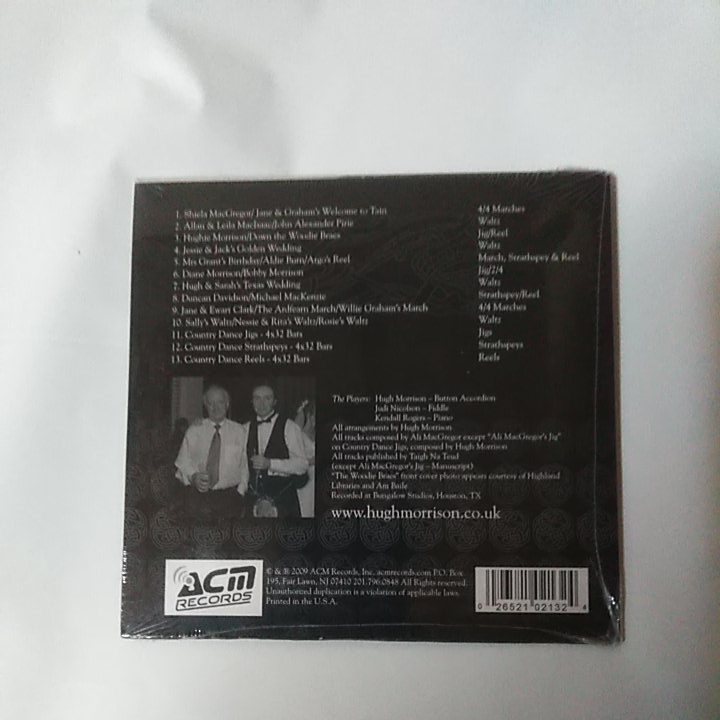 1. Shiela MacGregor/ Jane & Graham's Welcome to Tain 4/4 Marches
2. Allan & Leila MacIsaac/John Alexander Pirie Waltz
3. Hughie Morrison/Down the Woodie Braes Jig/Reel
4. Jessie & Jack's Golden Wedding Waltz
5. Mrs Grant's Birthday/Aldie Burn/Argo's Reel March, Strathspey & Reel
6. Diane Morrison/Bobby Morrison Jig/2/4
7. Hugh & Sarah's Texas Wedding Waltz
8. Duncan Davidson/Michael MacKenzie Strathspey/Reel
9. Jane & Ewan Clark/The Ardfearn March/Willie Graham's March 4/4 Marches
10. Sally's Waltz/Nessie & Rita's Waltz/Rosie's Waltz Waltz
11. Country Dance Jigs - 4x32 Bars Jigs
12. Country Dance Strathspeys - 4x32 Bars Strathspeys
13. Country Dance Reels - 4x32 Bars Reels
The Players: Hugh Morrison – Button Accordion
Judi Nicolson – Fiddle
Kendall Rogers – Piano
All arrangements by Hugh Morrison
All tracks composed by Ali MacGregor except "Ali MacGregor's Jig"
on Country Dance Jigs, composed by Hugh Morrison
All tracks published by Taigh Na Teud
(except Ali MacGregor's Jig – Manuscript)
"The Woodie Braes" front cover photo appears courtesy of Highland
Libraries and Am Baile
Recorded at Bungalow Studios, Houston, TX
www.hughmorrison.co.uk
ACM
RECORDS
© & ℗ 2009 ACM Records, Inc. acmrecords.com P.O. Box
195, Fair Lawn, NJ 07410 201.796.0848 All Rights reserved.
Unauthorized duplication is a violation of applicable laws.
Printed in the U.S.A.
0 26521 02132 4